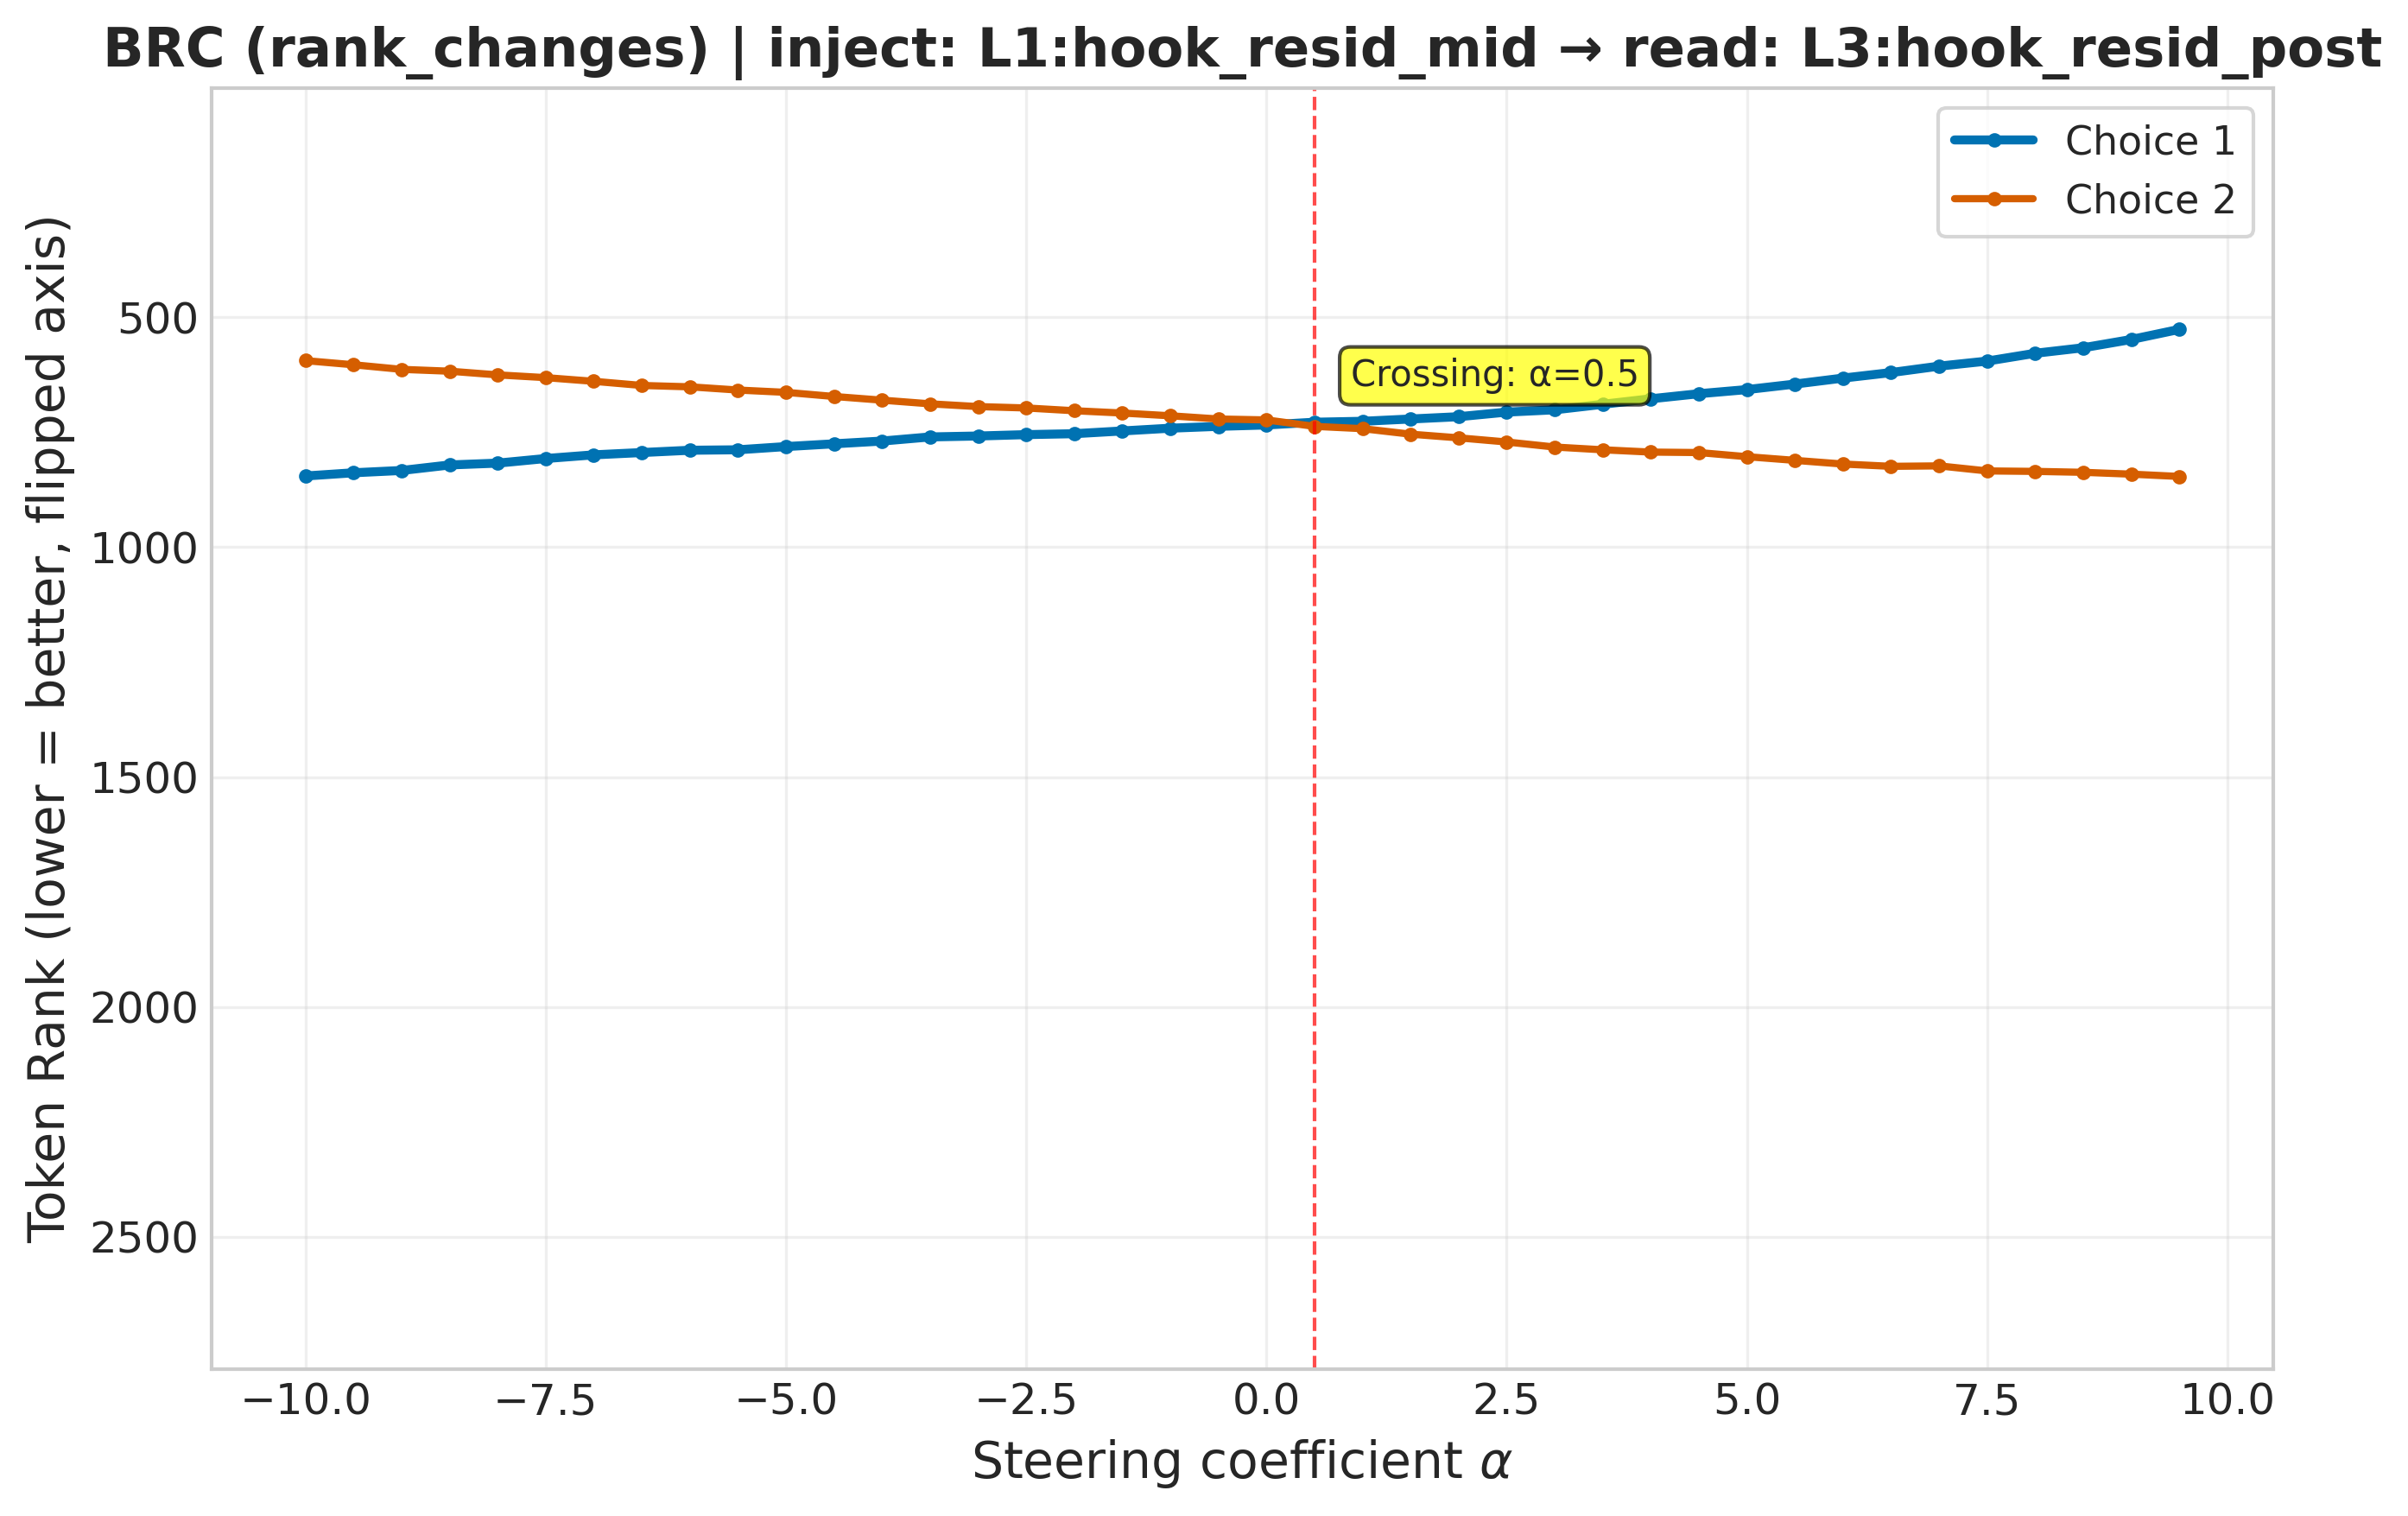 BRC (rank_changes) | inject: L1:hook_resid_mid → read: L3:hook_resid_post
Choice 1
Choice 2
Crossing: α=0.5
Token Rank (lower = better, flipped axis)
500
1000
1500
2000
2500
−10.0 −7.5 −5.0 −2.5 0.0 2.5 5.0 7.5 10.0
Steering coefficient α